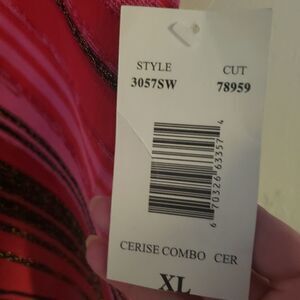 STYLE CUT
3057SW 78959
6 70326 63357 4
CERISE COMBO CER
XL